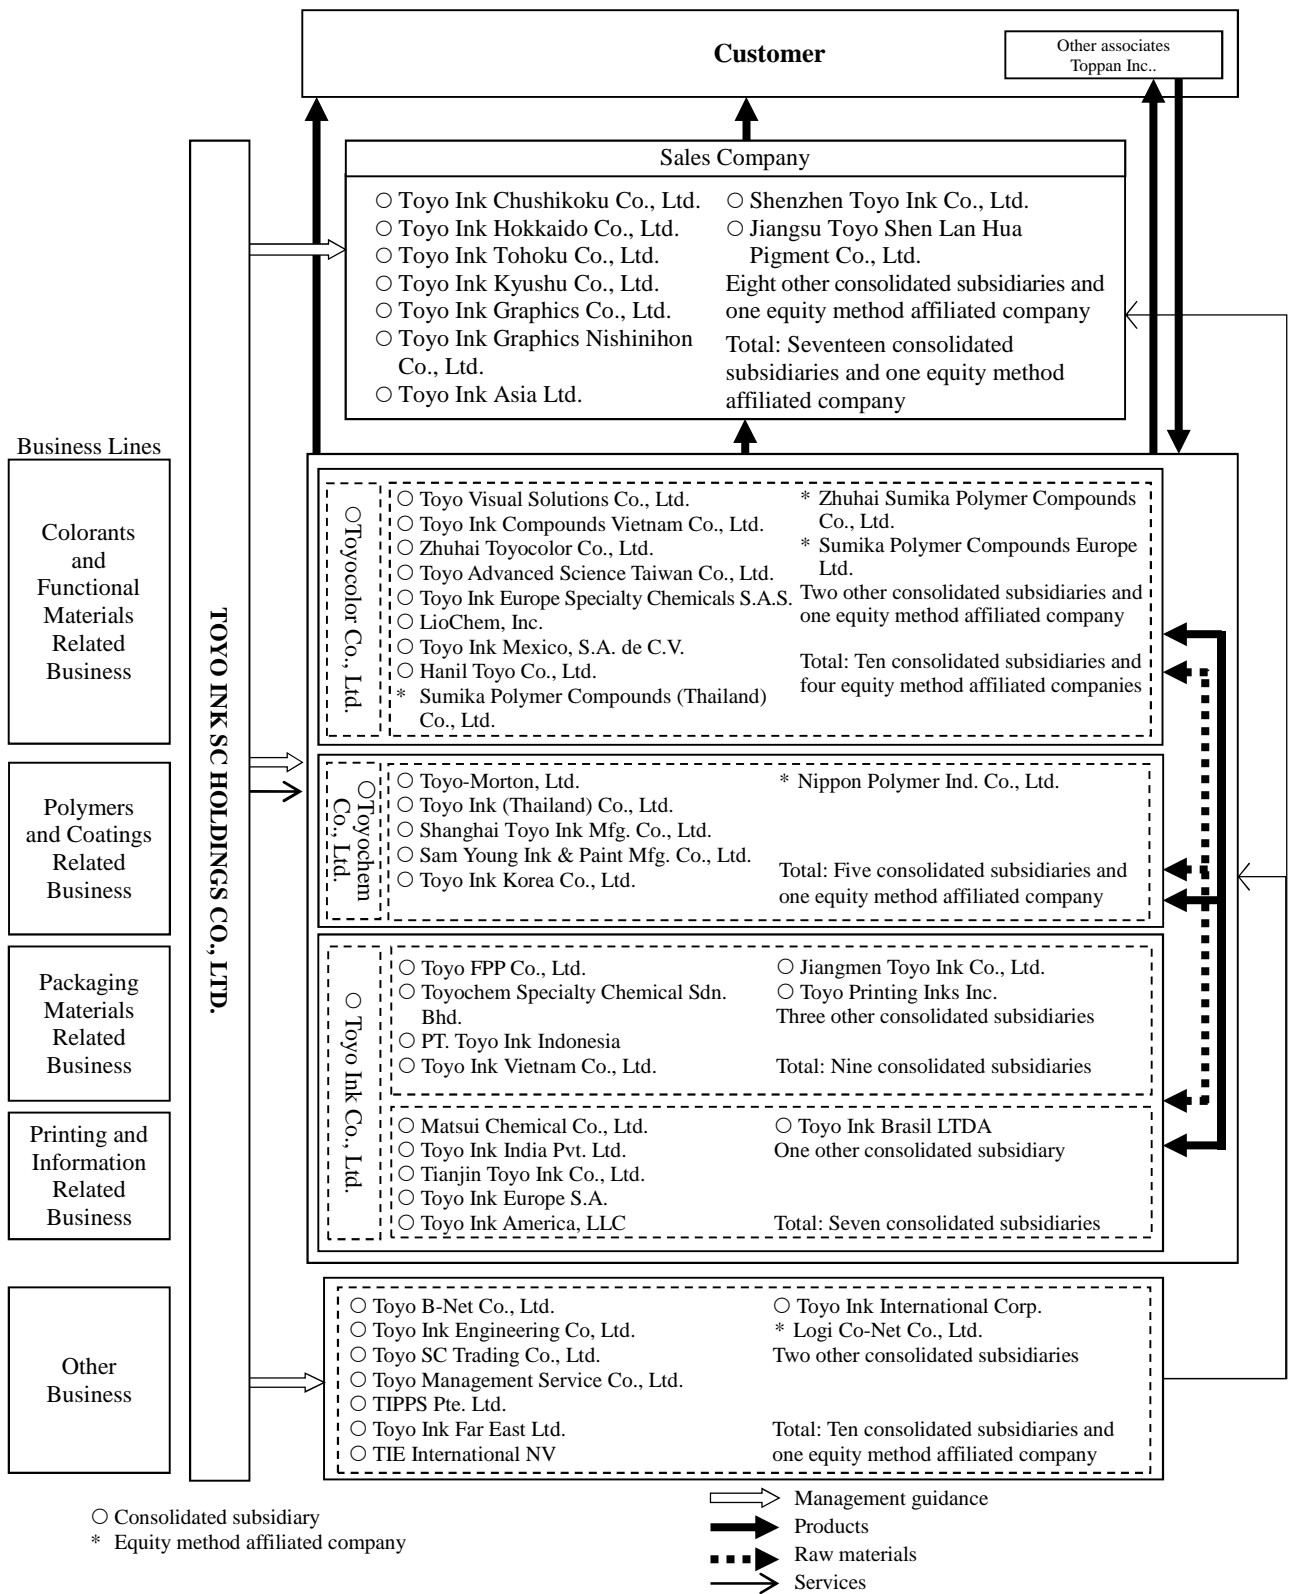 Customer
Other associates
Toppan Inc..
Sales Company
○ Toyo Ink Chushikoku Co., Ltd.
○ Toyo Ink Hokkaido Co., Ltd.
○ Toyo Ink Tohoku Co., Ltd.
○ Toyo Ink Kyushu Co., Ltd.
○ Toyo Ink Graphics Co., Ltd.
○ Toyo Ink Graphics Nishinihon
Co., Ltd.
○ Toyo Ink Asia Ltd.
○ Shenzhen Toyo Ink Co., Ltd.
○ Jiangsu Toyo Shen Lan Hua
Pigment Co., Ltd.
Eight other consolidated subsidiaries and
one equity method affiliated company
Total: Seventeen consolidated
subsidiaries and one equity method
affiliated company
TOYO INK SC HOLDINGS CO., LTD.
Business Lines
Colorants
and
Functional
Materials
Related
Business
○Toyocolor Co., Ltd.
○ Toyo Visual Solutions Co., Ltd.
○ Toyo Ink Compounds Vietnam Co., Ltd.
○ Zhuhai Toyocolor Co., Ltd.
○ Toyo Advanced Science Taiwan Co., Ltd.
○ Toyo Ink Europe Specialty Chemicals S.A.S.
○ LioChem, Inc.
○ Toyo Ink Mexico, S.A. de C.V.
○ Hanil Toyo Co., Ltd.
* Sumika Polymer Compounds (Thailand)
Co., Ltd.
* Zhuhai Sumika Polymer Compounds
Co., Ltd.
* Sumika Polymer Compounds Europe
Ltd.
Two other consolidated subsidiaries and
one equity method affiliated company
Total: Ten consolidated subsidiaries and
four equity method affiliated companies
Polymers
and Coatings
Related
Business
○Toyochem
Co., Ltd.
○ Toyo-Morton, Ltd.
○ Toyo Ink (Thailand) Co., Ltd.
○ Shanghai Toyo Ink Mfg. Co., Ltd.
○ Sam Young Ink & Paint Mfg. Co., Ltd.
○ Toyo Ink Korea Co., Ltd.
* Nippon Polymer Ind. Co., Ltd.
Total: Five consolidated subsidiaries and
one equity method affiliated company
Packaging
Materials
Related
Business
○ Toyo Ink Co., Ltd.
○ Toyo FPP Co., Ltd.
○ Toyochem Specialty Chemical Sdn.
Bhd.
○ PT. Toyo Ink Indonesia
○ Toyo Ink Vietnam Co., Ltd.
○ Jiangmen Toyo Ink Co., Ltd.
○ Toyo Printing Inks Inc.
Three other consolidated subsidiaries
Total: Nine consolidated subsidiaries
Printing and
Information
Related
Business
○ Matsui Chemical Co., Ltd.
○ Toyo Ink India Pvt. Ltd.
○ Tianjin Toyo Ink Co., Ltd.
○ Toyo Ink Europe S.A.
○ Toyo Ink America, LLC
○ Toyo Ink Brasil LTDA
One other consolidated subsidiary
Total: Seven consolidated subsidiaries
Other
Business
○ Toyo B-Net Co., Ltd.
○ Toyo Ink Engineering Co, Ltd.
○ Toyo SC Trading Co., Ltd.
○ Toyo Management Service Co., Ltd.
○ TIPPS Pte. Ltd.
○ Toyo Ink Far East Ltd.
○ TIE International NV
○ Toyo Ink International Corp.
* Logi Co-Net Co., Ltd.
Two other consolidated subsidiaries
Total: Ten consolidated subsidiaries and
one equity method affiliated company
○ Consolidated subsidiary
* Equity method affiliated company
Management guidance
Products
Raw materials
Services